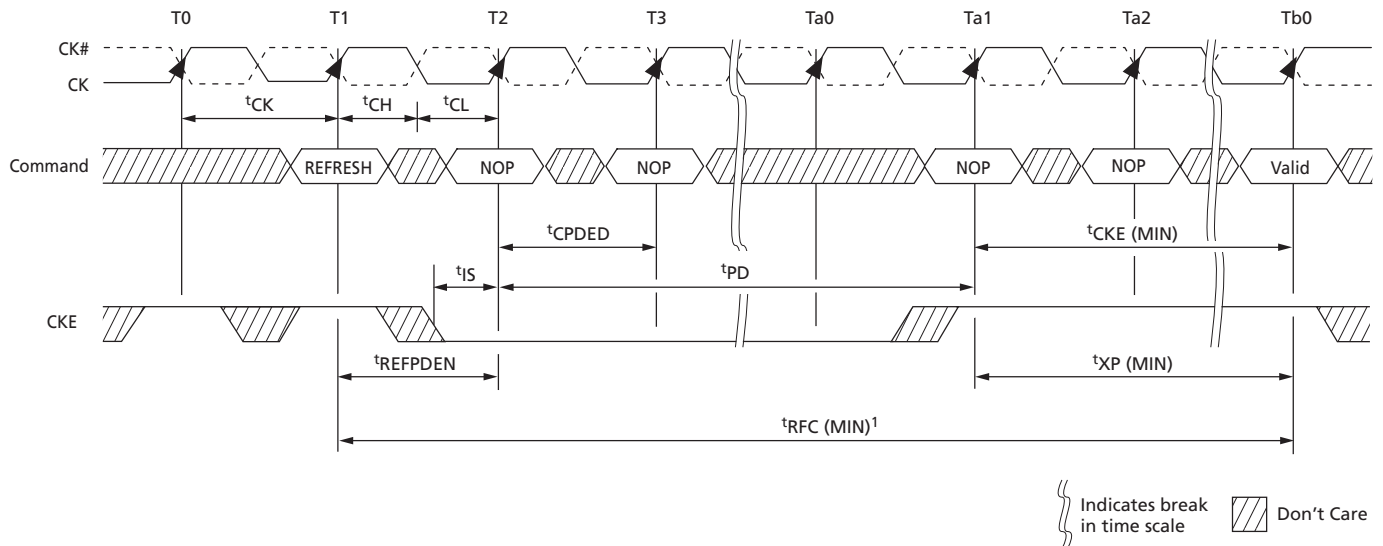 T0 T1 T2 T3 Ta0 Ta1 Ta2 Tb0
CK#
CK
tCK tCH tCL
Command REFRESH NOP NOP NOP NOP Valid
tCPDED tCKE (MIN)
tIS tPD
CKE
tREFPDEN tXP (MIN)
tRFC (MIN)1
Indicates break
in time scale
Don't Care